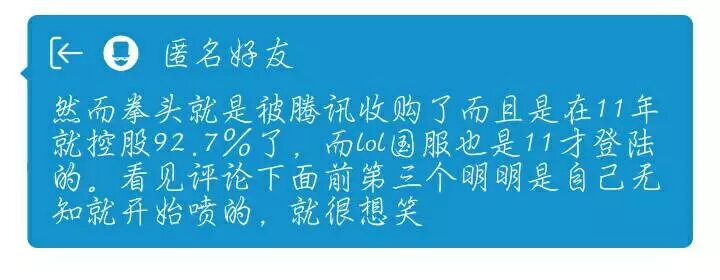 匿名好友
然而拳头就是被腾讯收购了而且是在11年
就控股92.7%了，而lol国服也是11才登陆
的。看见评论下面前第三个明明是自己无
知就开始喷的，就很想笑